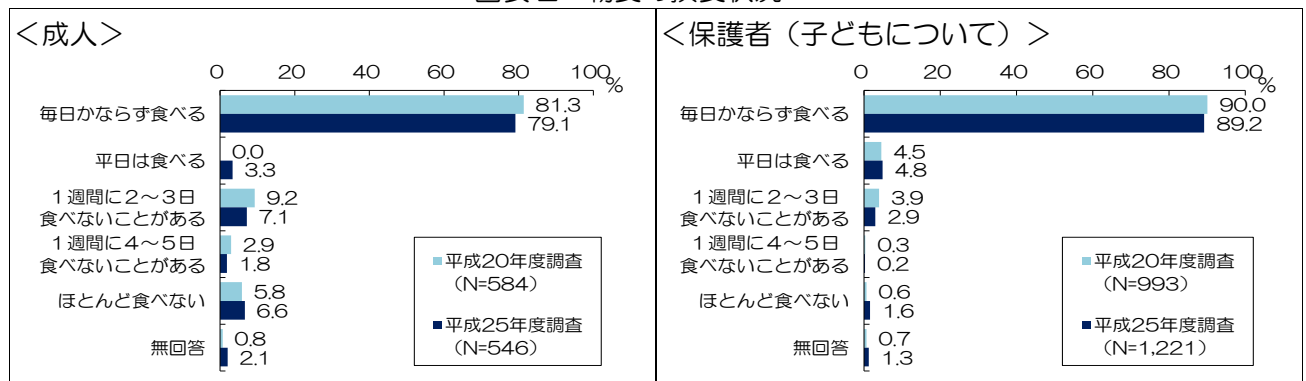 ＜成人＞
0 20 40 60 80 100
%
毎日かならず食べる
81.3
79.1
平日は食べる
0.0
3.3
１週間に２～３日
食べないことがある
9.2
7.1
１週間に４～５日
食べないことがある
2.9
1.8
ほとんど食べない
5.8
6.6
無回答
0.8
2.1
平成20年度調査
（N=584）
平成25年度調査
（N=546）
＜保護者（子どもについて）＞
0 20 40 60 80 100
%
毎日かならず食べる
90.0
89.2
平日は食べる
4.5
4.8
１週間に２～３日
食べないことがある
3.9
2.9
１週間に４～５日
食べないことがある
0.3
0.2
ほとんど食べない
0.6
1.6
無回答
0.7
1.3
平成20年度調査
（N=993）
平成25年度調査
（N=1,221）